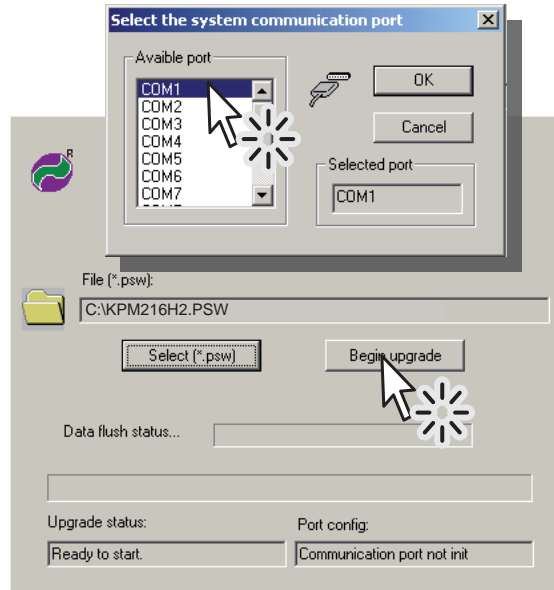 Select the system communication port
Avaible port
COM1
COM2
COM3
COM4
COM5
COM6
COM7
OK
Cancel
Selected port
COM1
R
File (*.psw):
C:\KPM216H2.PSW
Select (*.psw)
Begin upgrade
Data flush status...
Upgrade status:
Port config:
Ready to start.
Communication port not init